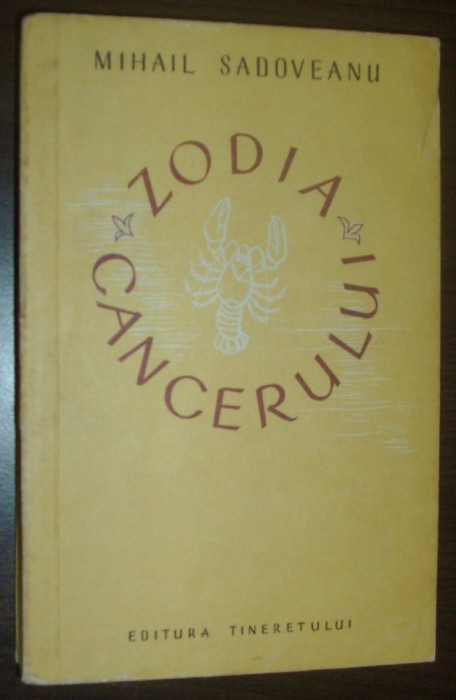 MIHAIL SADOVEANU
ZODIA
CANCERULUI
EDITURA TINERETULUI